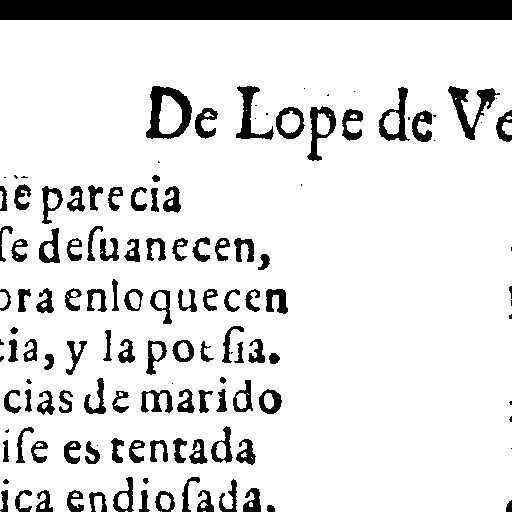 De Lope de Ve
me parecia
ſe deſuanecen,
ora enloquecen
cia, y la poeſia.
cias de marido
iſe es tentada
ica endioſada,